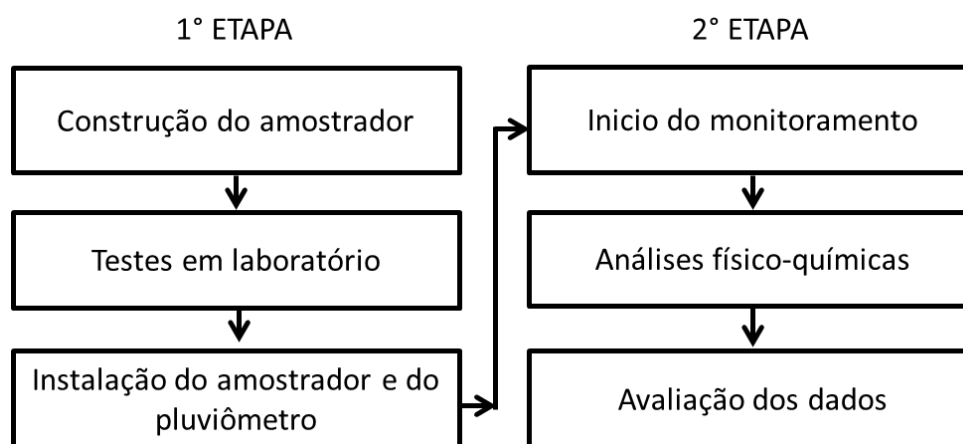 1° ETAPA
Construção do amostrador
Testes em laboratório
Instalação do amostrador e do
pluviômetro
2° ETAPA
Inicio do monitoramento
Análises físico-químicas
Avaliação dos dados